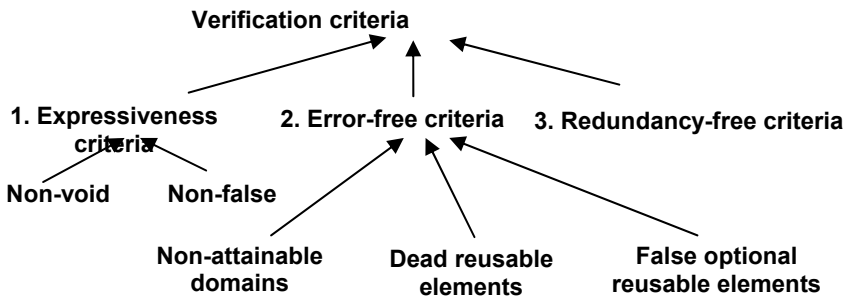 Verification criteria
1. Expressiveness
criteria
2. Error-free criteria
3. Redundancy-free criteria
Non-void
Non-false
Non-attainable
domains
Dead reusable
elements
False optional
reusable elements